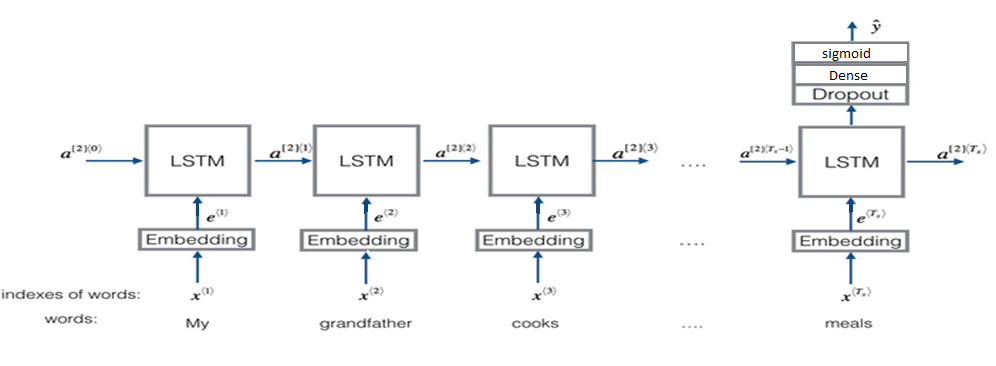 ŷ
sigmoid
Dense
Dropout
a^[2]⟨0⟩ LSTM a^[2]⟨1⟩ LSTM a^[2]⟨2⟩ LSTM a^[2]⟨3⟩ .... a^[2]⟨Tₓ−1⟩ LSTM a^[2]⟨Tₓ⟩
e^⟨1⟩ e^⟨2⟩ e^⟨3⟩ e^⟨Tₓ⟩
Embedding Embedding Embedding .... Embedding
indexes of words: x^⟨1⟩ x^⟨2⟩ x^⟨3⟩ x^⟨Tₓ⟩
words: My grandfather cooks .... meals